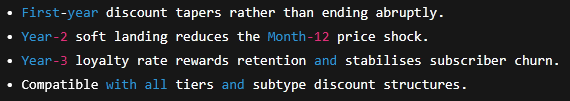 • First-year discount tapers rather than ending abruptly.
• Year-2 soft landing reduces the Month-12 price shock.
• Year-3 loyalty rate rewards retention and stabilises subscriber churn.
• Compatible with all tiers and subtype discount structures.